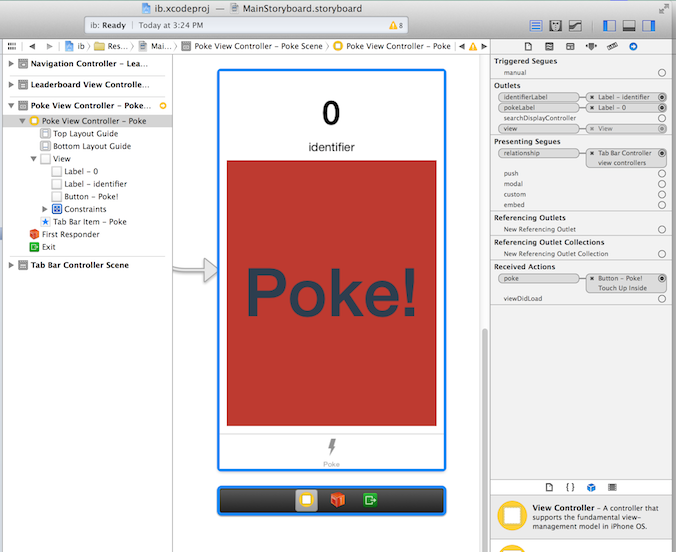 ib.xcodeproj — MainStoryboard.storyboard
ib: Ready | Today at 3:24 PM
8
ib
Res...
Mai...
Poke View Controller – Poke Scene
Poke View Controller – Poke
Navigation Controller – Lea...
Leaderboard View Controlle...
Poke View Controller – Poke...
Poke View Controller – Poke
Top Layout Guide
Bottom Layout Guide
View
Label – 0
Label – identifier
Button – Poke!
Constraints
Tab Bar Item – Poke
First Responder
Exit
Tab Bar Controller Scene
0
identifier
Poke!
Poke
Triggered Segues
manual
Outlets
identifierLabel Label – identifier
pokeLabel Label – 0
searchDisplayController
view View
Presenting Segues
relationship Tab Bar Controller
view controllers
push
modal
custom
embed
Referencing Outlets
New Referencing Outlet
Referencing Outlet Collections
New Referencing Outlet Collection
Received Actions
poke Button – Poke!
Touch Up Inside
viewDidLoad
{ }
View Controller – A controller that
supports the fundamental view-
management model in iPhone OS.